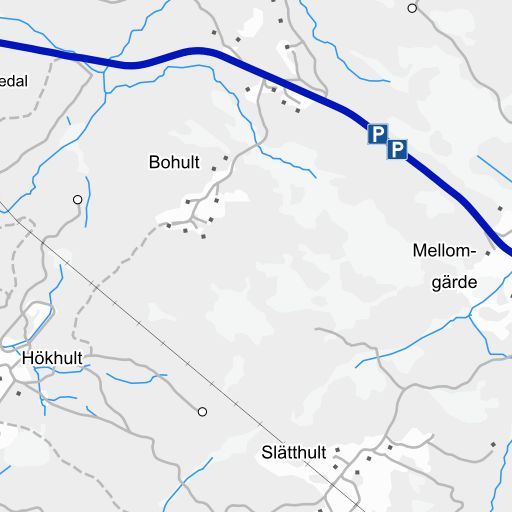 edal
P
P
Bohult
Mellom-
gärde
Hökhult
Slätthult